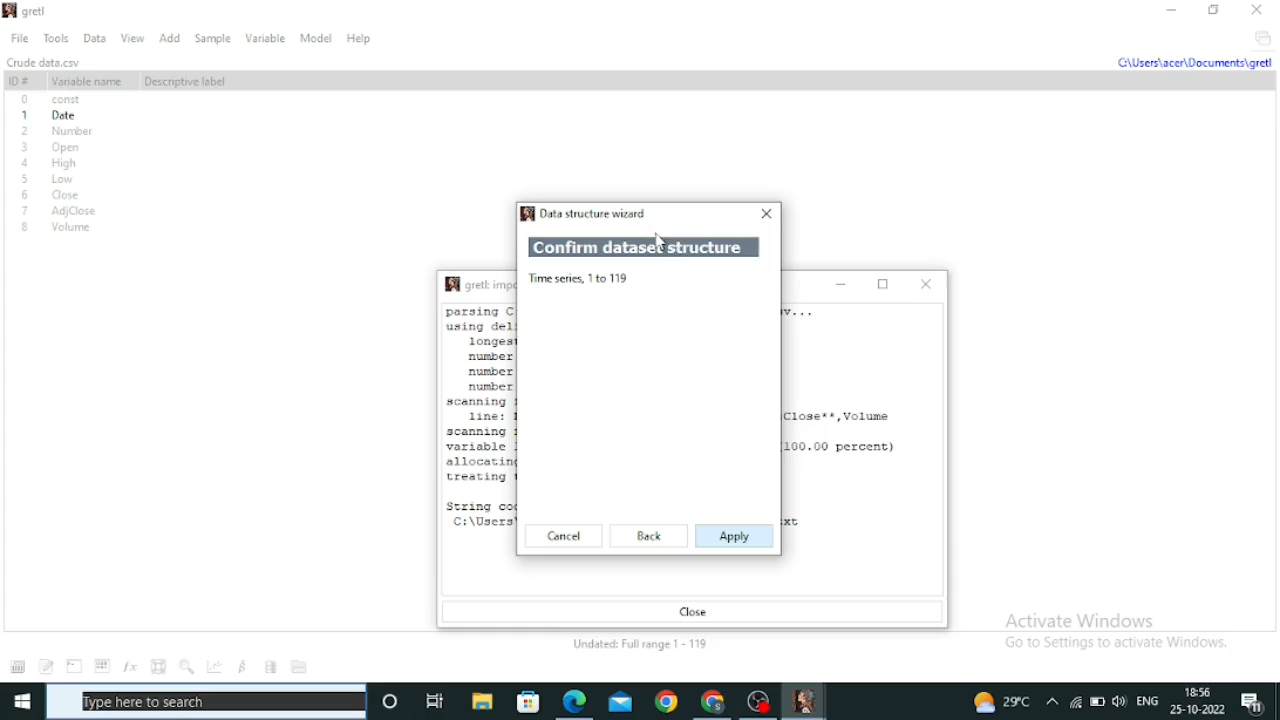 gretl
File Tools Data View Add Sample Variable Model Help
Crude data.csv C:\Users\acer\Documents\gretl
ID # Variable name Descriptive label
0 const
1 Date
2 Number
3 Open
4 High
5 Low
6 Close
7 AdjClose
8 Volume
Data structure wizard
Confirm dataset structure
Time series, 1 to 119
Cancel Back Apply
gretl: impo
parsing C v...
using del
longes
number
number
number
scanning
line: Close**,Volume
scanning
variable 100.00 percent)
allocating
treating
String co
C:\Users\ xt
Close
Undated: Full range 1 - 119
Activate Windows
Go to Settings to activate Windows.
Type here to search
29°C ENG
18:56
25-10-2022
11